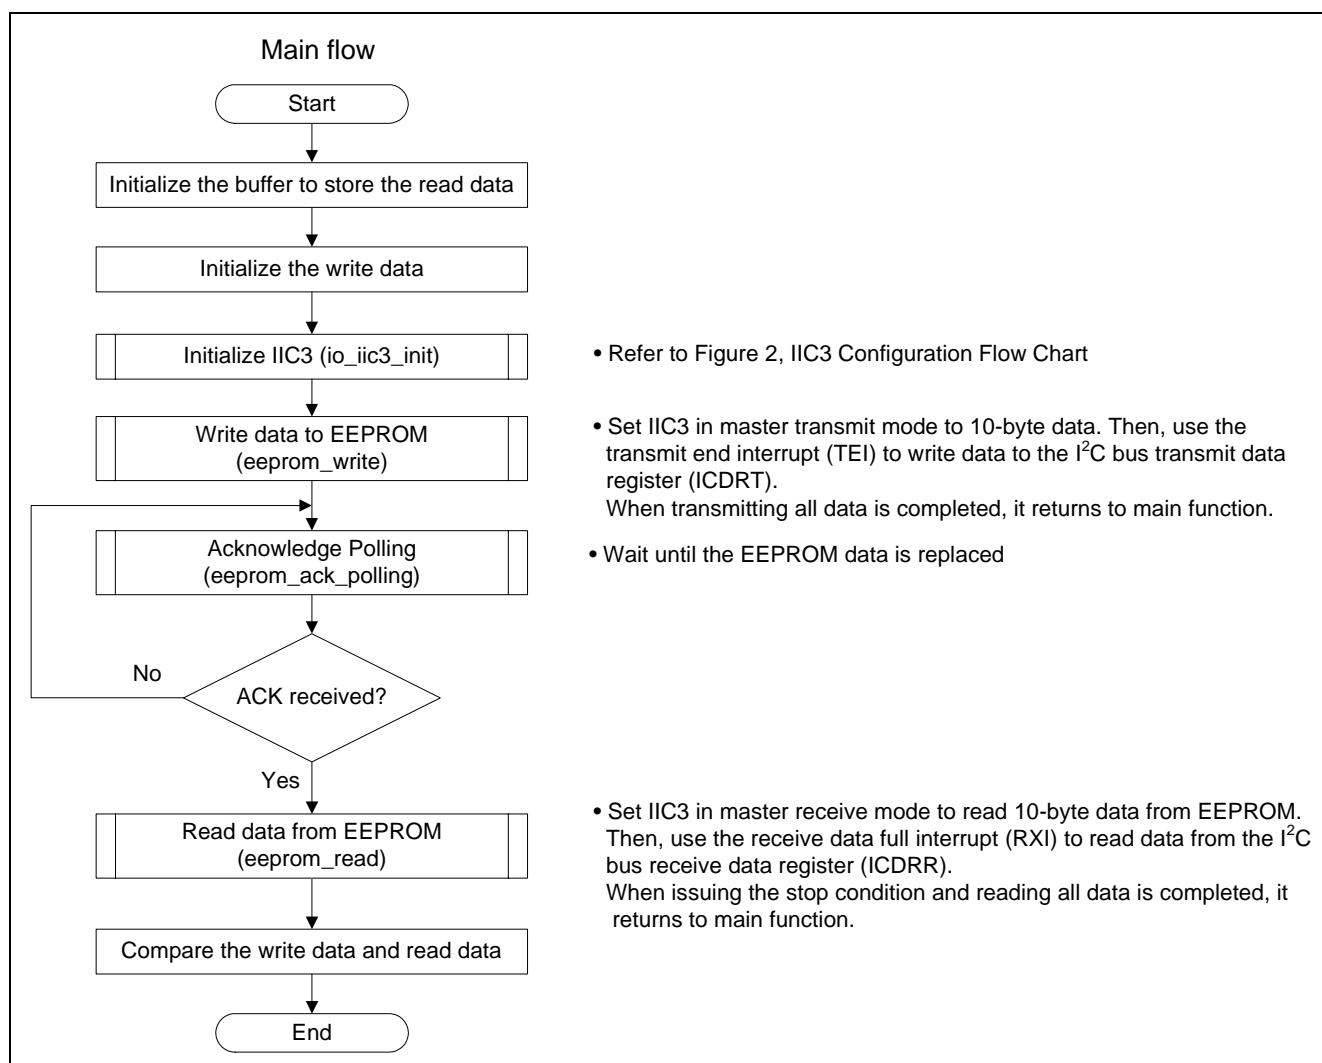 Main flow
Start
Initialize the buffer to store the read data
Initialize the write data
Initialize IIC3 (io_iic3_init)
• Refer to Figure 2, IIC3 Configuration Flow Chart
Write data to EEPROM
(eeprom_write)
• Set IIC3 in master transmit mode to 10-byte data. Then, use the
transmit end interrupt (TEI) to write data to the I²C bus transmit data
register (ICDRT).
When transmitting all data is completed, it returns to main function.
Acknowledge Polling
(eeprom_ack_polling)
• Wait until the EEPROM data is replaced
No
ACK received?
Yes
Read data from EEPROM
(eeprom_read)
• Set IIC3 in master receive mode to read 10-byte data from EEPROM.
Then, use the receive data full interrupt (RXI) to read data from the I²C
bus receive data register (ICDRR).
When issuing the stop condition and reading all data is completed, it
returns to main function.
Compare the write data and read data
End